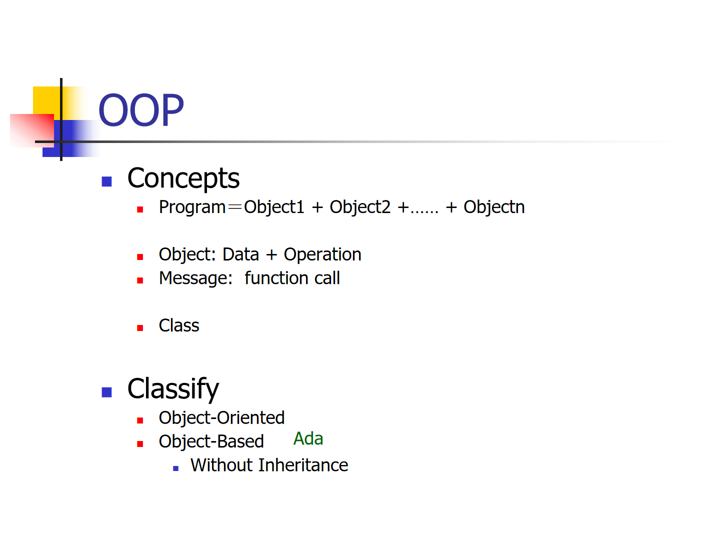 OOP
Concepts
Program＝Object1 + Object2 +…… + Objectn
Object: Data + Operation
Message:  function call
Class
Classify
Object-Oriented
Object-Based Ada
Without Inheritance